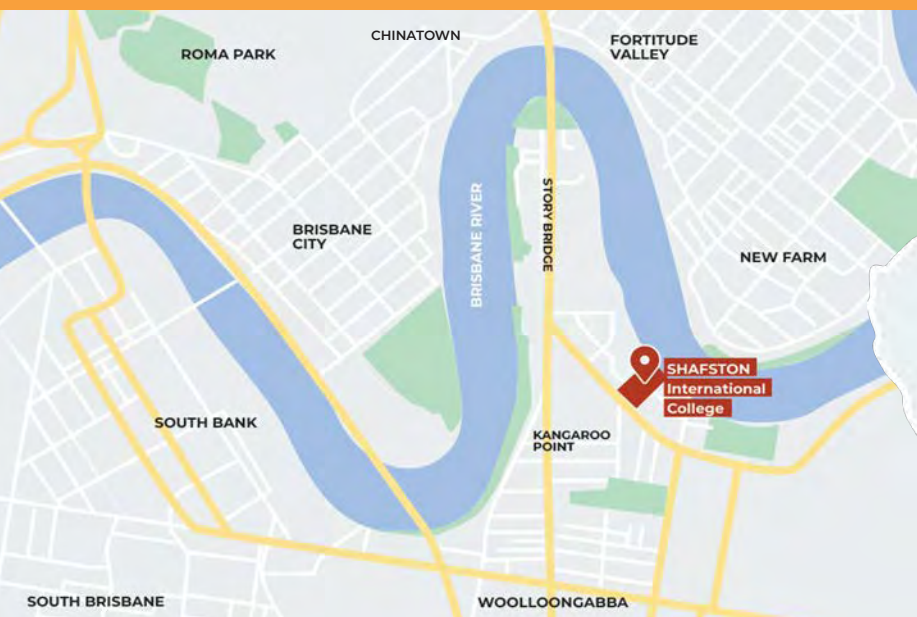 CHINATOWN
FORTITUDE
VALLEY
ROMA PARK
STORY BRIDGE
BRISBANE RIVER
BRISBANE
CITY
NEW FARM
SHAFSTON
International
College
SOUTH BANK
KANGAROO
POINT
SOUTH BRISBANE
WOOLLOONGABBA